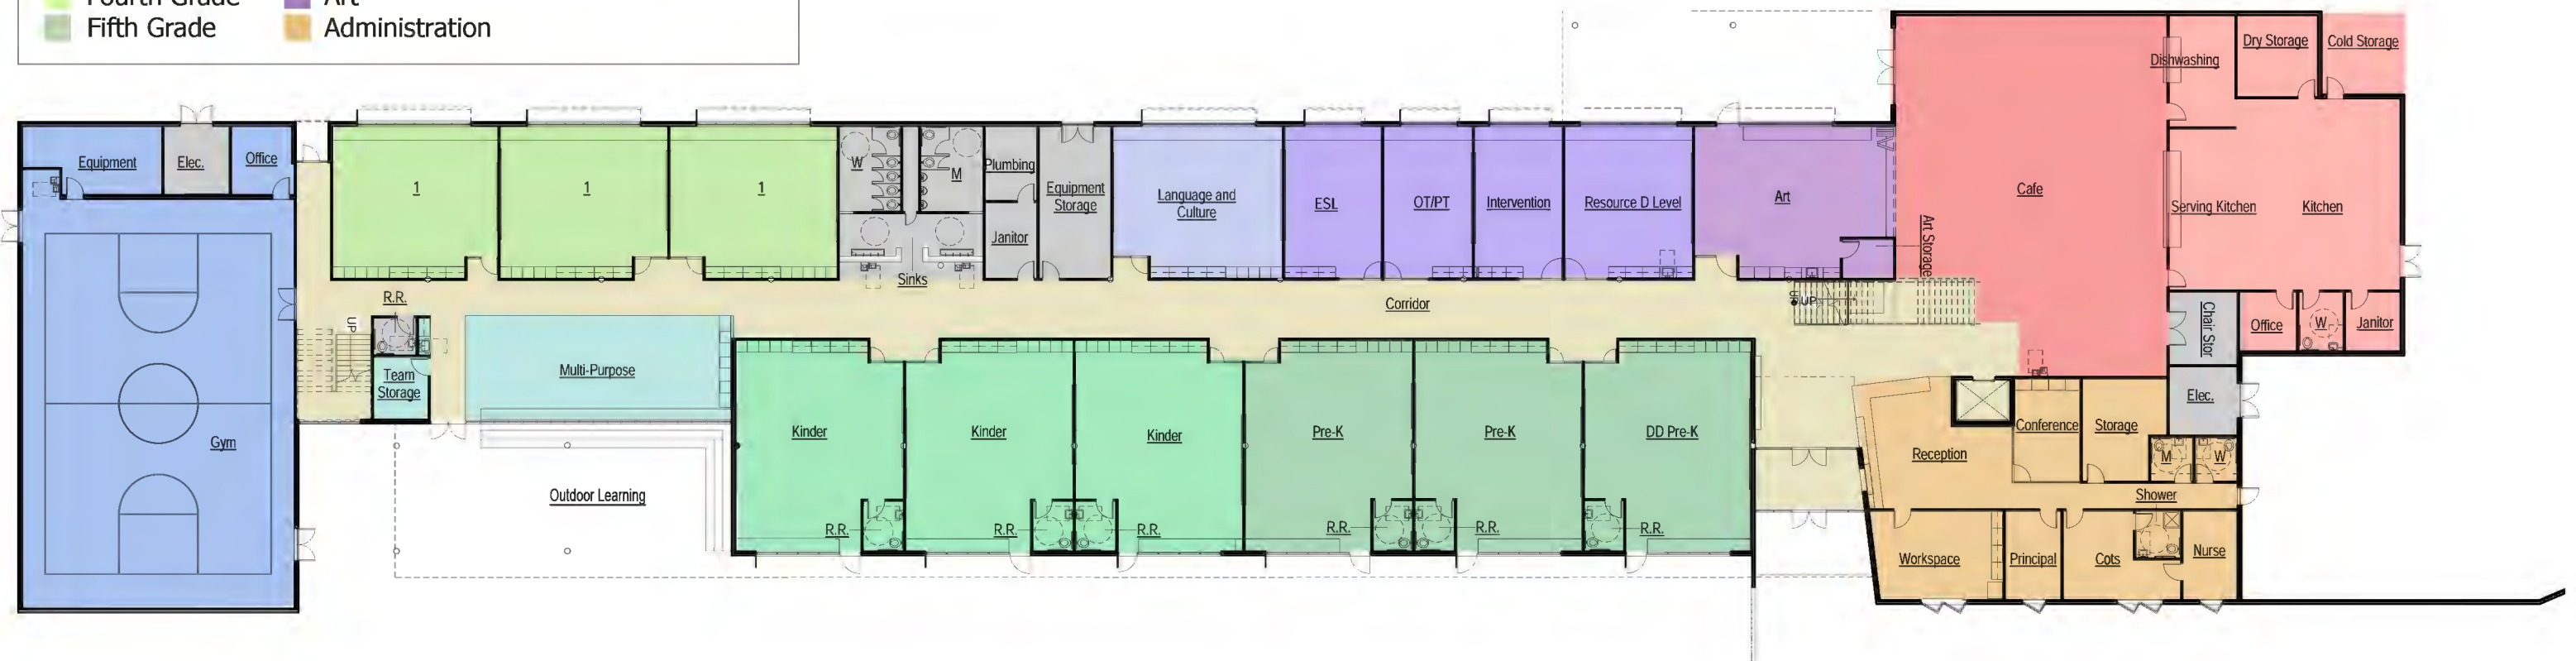 Fourth Grade
Art
Fifth Grade
Administration
Equipment
Elec.
Office
1
1
1
W
M
Plumbing
Janitor
Equipment
Storage
Sinks
Language and
Culture
ESL
OT/PT
Intervention
Resource D Level
Art
Art Storage
Cafe
Dishwashing
Dry Storage
Cold Storage
Serving Kitchen
Kitchen
Chair Stor
Office
W
Janitor
Corridor
UP
R.R.
UP
Team
Storage
Multi-Purpose
Gym
Outdoor Learning
Kinder
Kinder
Kinder
Pre-K
Pre-K
DD Pre-K
R.R.
R.R.
R.R.
R.R.
R.R.
R.R.
Reception
Conference
Storage
Elec.
M
W
Shower
Workspace
Principal
Cots
Nurse